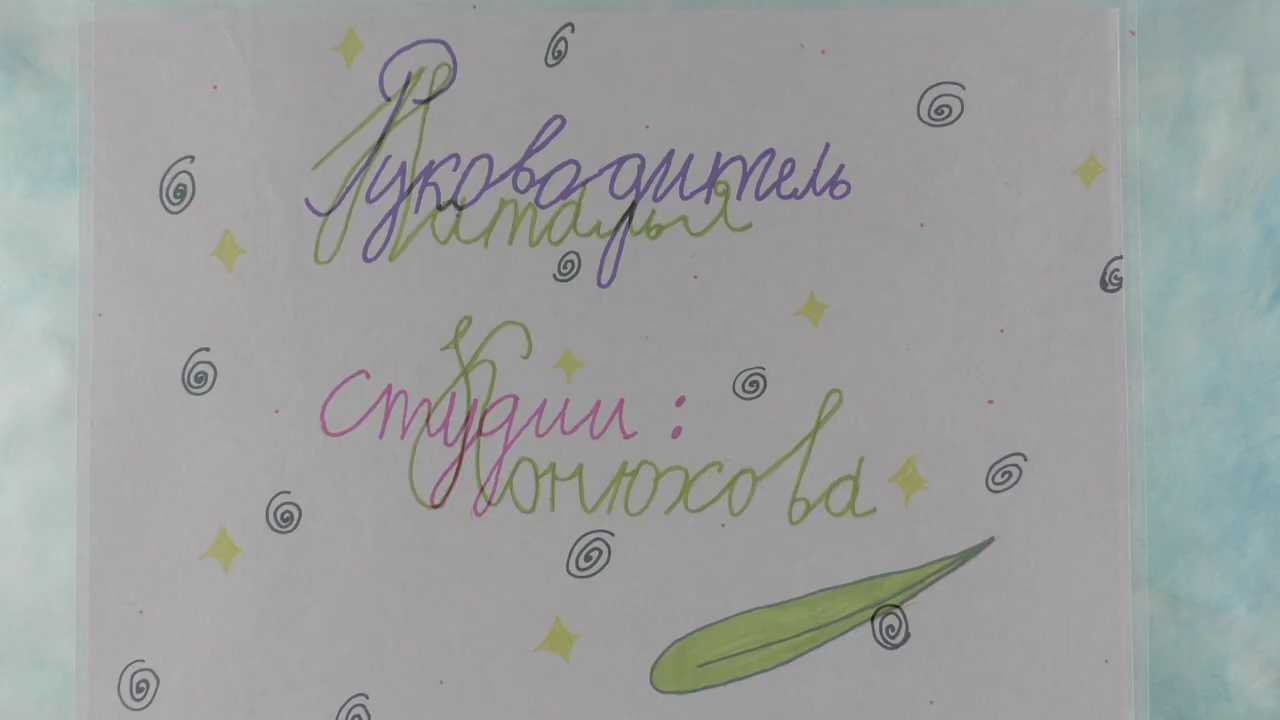 Руководитель
Наталья
студии:
Конюхова